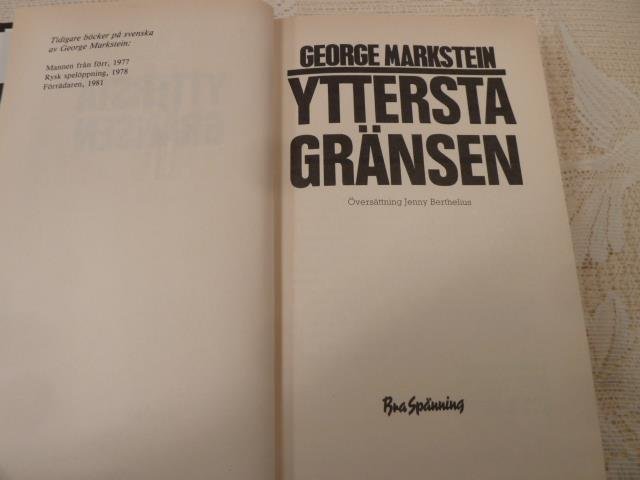 Tidigare böcker på svenska
av George Markstein:
Mannen från förr, 1977
Rysk spelöppning, 1978
Förrädaren, 1981
GEORGE MARKSTEIN
YTTERSTA
GRÄNSEN
Översättning Jenny Berthelius
Bra Spänning